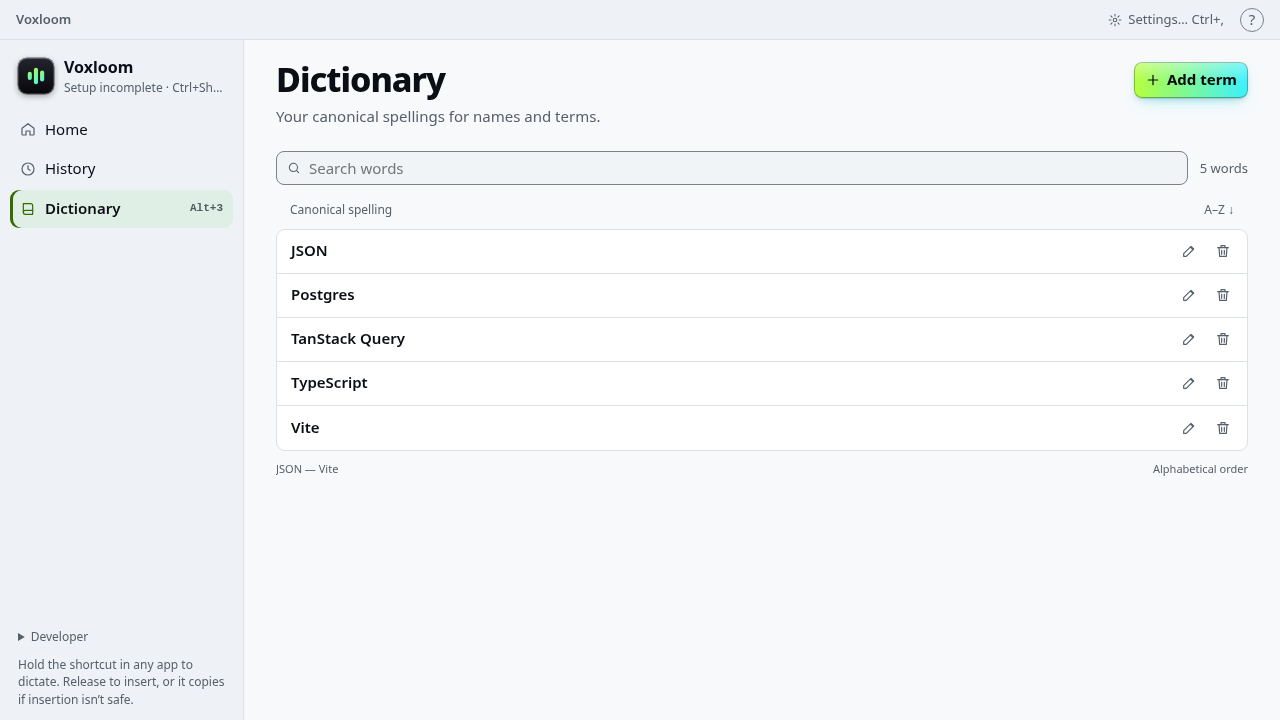 Voxloom
Settings... Ctrl+,
?
Voxloom
Setup incomplete · Ctrl+Sh...
Home
History
Dictionary
Alt+3
Developer
Hold the shortcut in any app to
dictate. Release to insert, or it copies
if insertion isn't safe.
Dictionary
Your canonical spellings for names and terms.
Add term
Search words
5 words
Canonical spelling
A–Z ↓
JSON
Postgres
TanStack Query
TypeScript
Vite
JSON — Vite
Alphabetical order